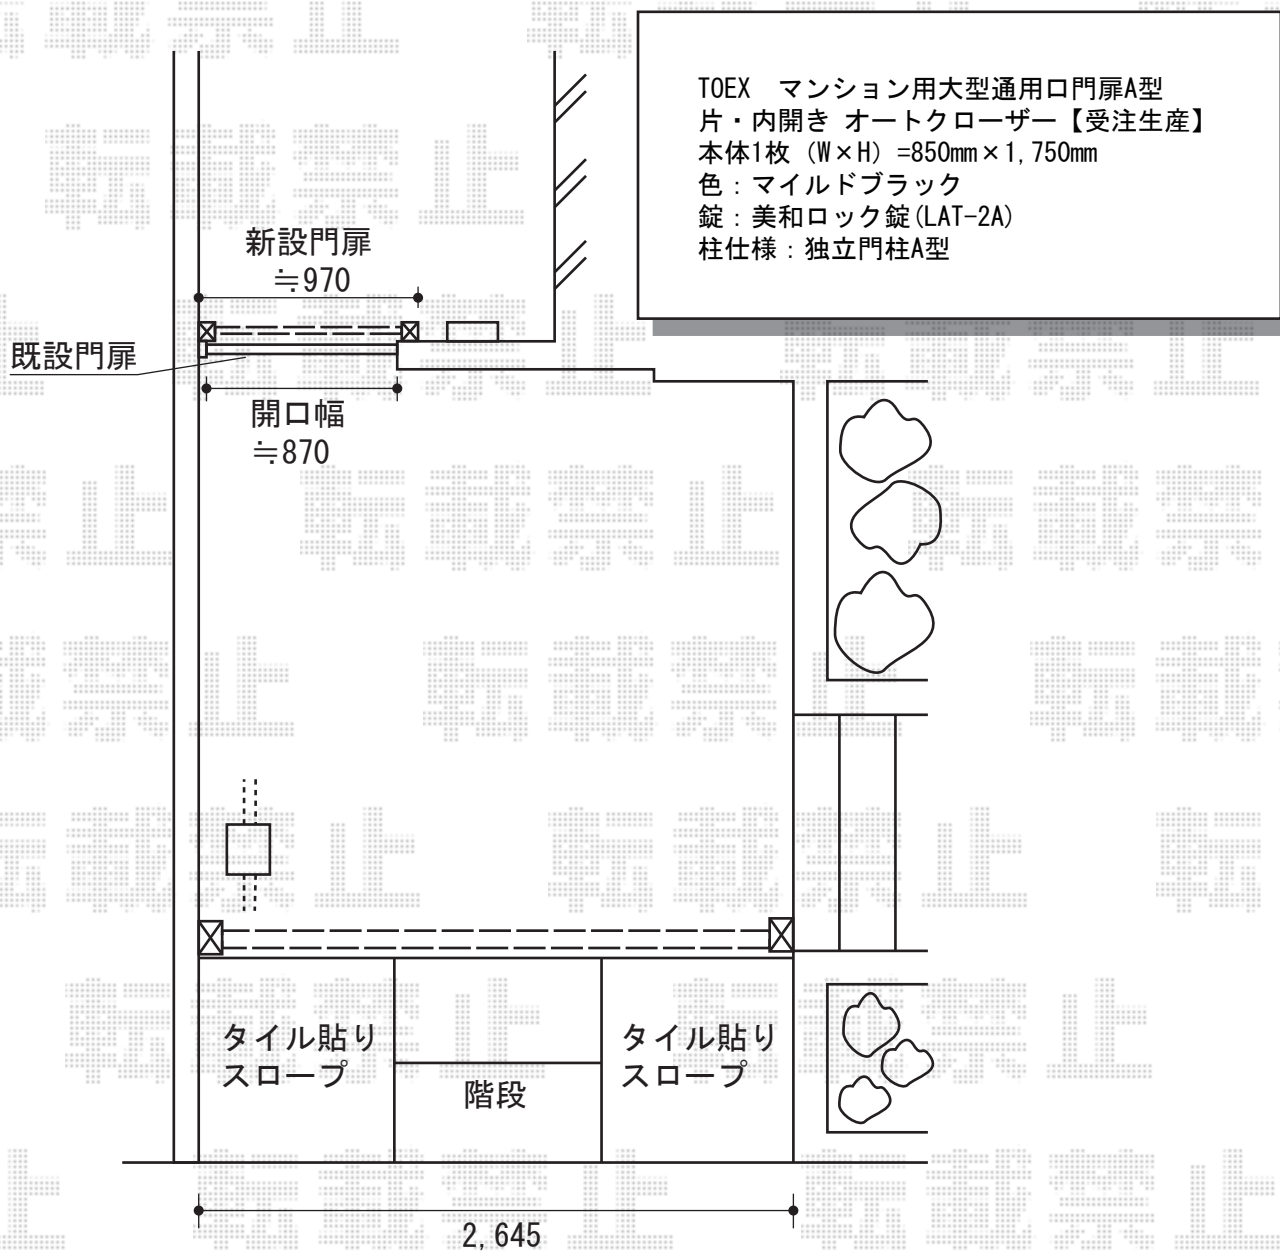 TOEX　マンション用大型通用口門扉A型
片・内開き オートクローザー【受注生産】
本体1枚（W×H）=850mm×1,750mm
色：マイルドブラック
錠：美和ロック錠(LAT-2A)
柱仕様：独立門柱A型
新設門扉
≒970
既設門扉
開口幅
≒870
タイル貼り
スロープ
階段
タイル貼り
スロープ
2,645
転載禁止